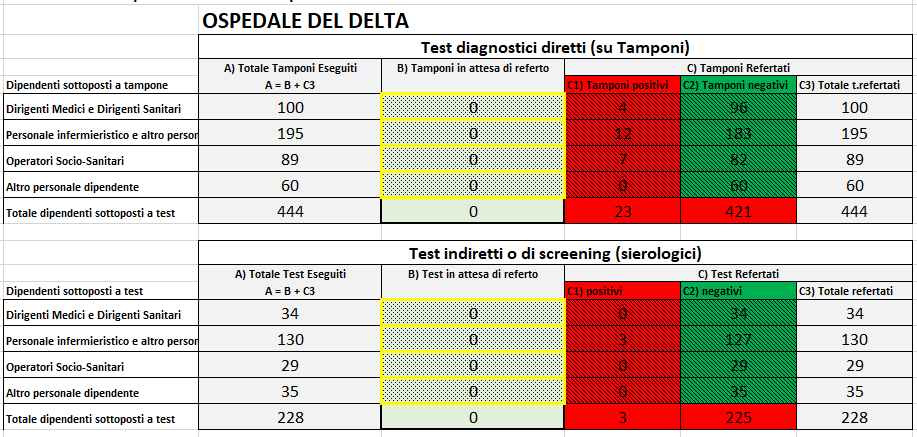 OSPEDALE DEL DELTA
Test diagnostici diretti (su Tamponi)
A) Totale Tamponi Eseguiti B) Tamponi in attesa di referto C) Tamponi Refertati
Dipendenti sottoposti a tampone A = B + C3 C1) Tamponi positivi C2) Tamponi negativi C3) Totale t.refertati
Dirigenti Medici e Dirigenti Sanitari 100 0 4 96 100
Personale infermieristico e altro person 195 0 12 183 195
Operatori Socio-Sanitari 89 0 7 82 89
Altro personale dipendente 60 0 0 60 60
Totale dipendenti sottoposti a test 444 0 23 421 444
Test indiretti o di screening (sierologici)
A) Totale Test Eseguiti B) Test in attesa di referto C) Test Refertati
Dipendenti sottoposti a test A = B + C3 C1) positivi C2) negativi C3) Totale refertati
Dirigenti Medici e Dirigenti Sanitari 34 0 0 34 34
Personale infermieristico e altro person 130 0 3 127 130
Operatori Socio-Sanitari 29 0 0 29 29
Altro personale dipendente 35 0 0 35 35
Totale dipendenti sottoposti a test 228 0 3 225 228